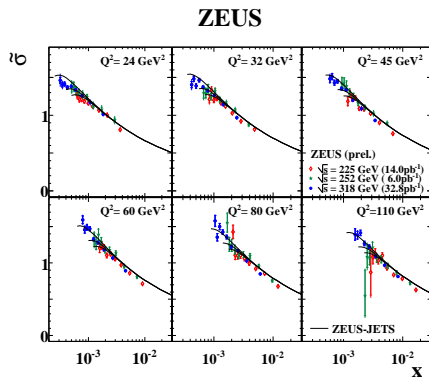 ZEUS
σ̃
Q² = 24 GeV²
Q² = 32 GeV²
Q² = 45 GeV²
1
ZEUS (prel.)
√s = 225 GeV (14.0pb⁻¹)
√s = 252 GeV ( 6.0pb⁻¹)
√s = 318 GeV (32.8pb⁻¹)
Q² = 60 GeV²
Q² = 80 GeV²
Q² =110 GeV²
1
ZEUS-JETS
10⁻³ 10⁻² 10⁻³ 10⁻² 10⁻³ 10⁻²
x